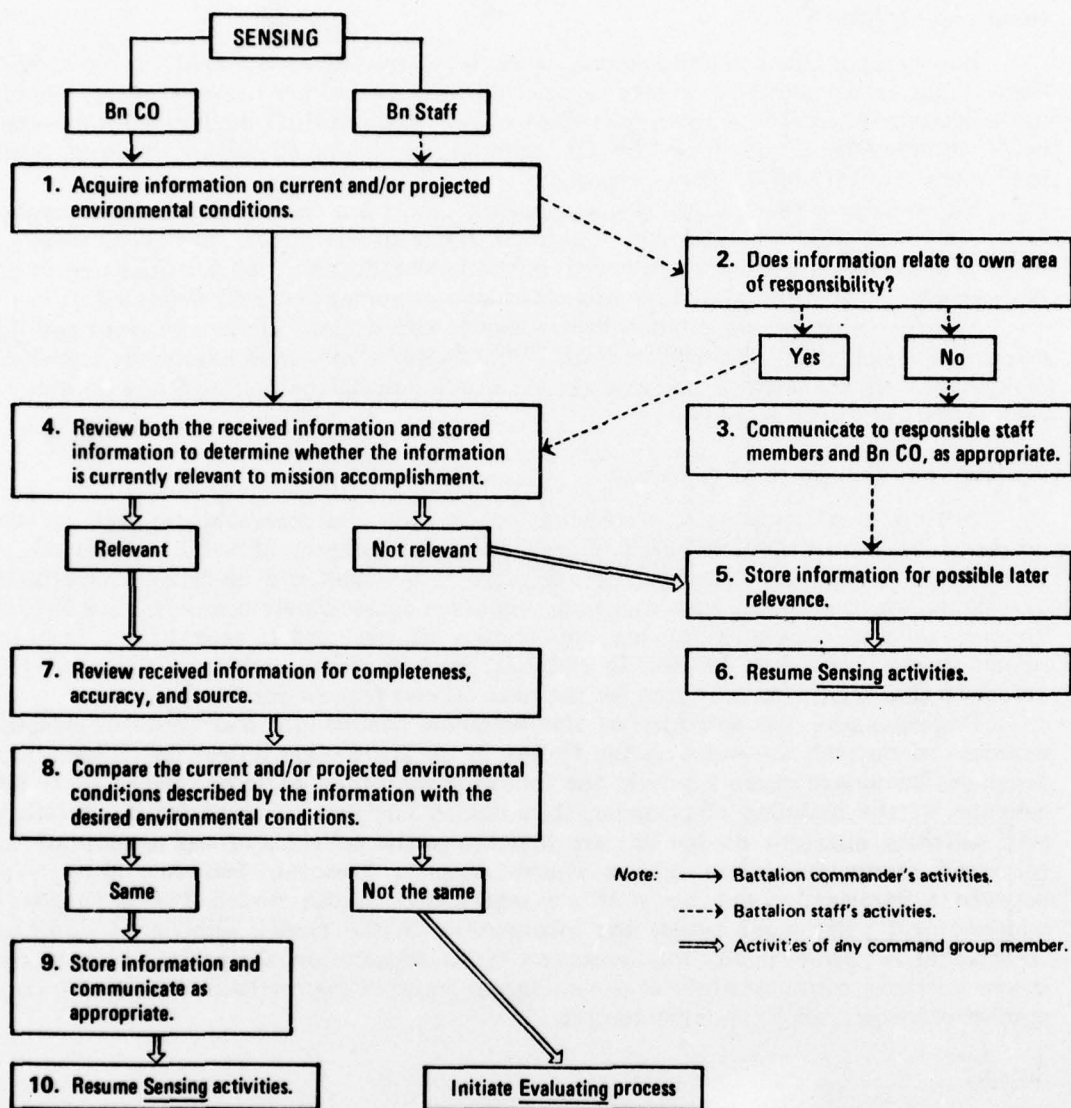 SENSING
Bn CO
Bn Staff
1. Acquire information on current and/or projected
environmental conditions.
2. Does information relate to own area
of responsibility?
Yes
No
3. Communicate to responsible staff
members and Bn CO, as appropriate.
4. Review both the received information and stored
information to determine whether the information
is currently relevant to mission accomplishment.
Relevant
Not relevant
5. Store information for possible later
relevance.
6. Resume Sensing activities.
7. Review received information for completeness,
accuracy, and source.
8. Compare the current and/or projected environmental
conditions described by the information with the
desired environmental conditions.
Same
Not the same
Note:
Battalion commander's activities.
Battalion staff's activities.
Activities of any command group member.
9. Store information and
communicate as
appropriate.
10. Resume Sensing activities.
Initiate Evaluating process